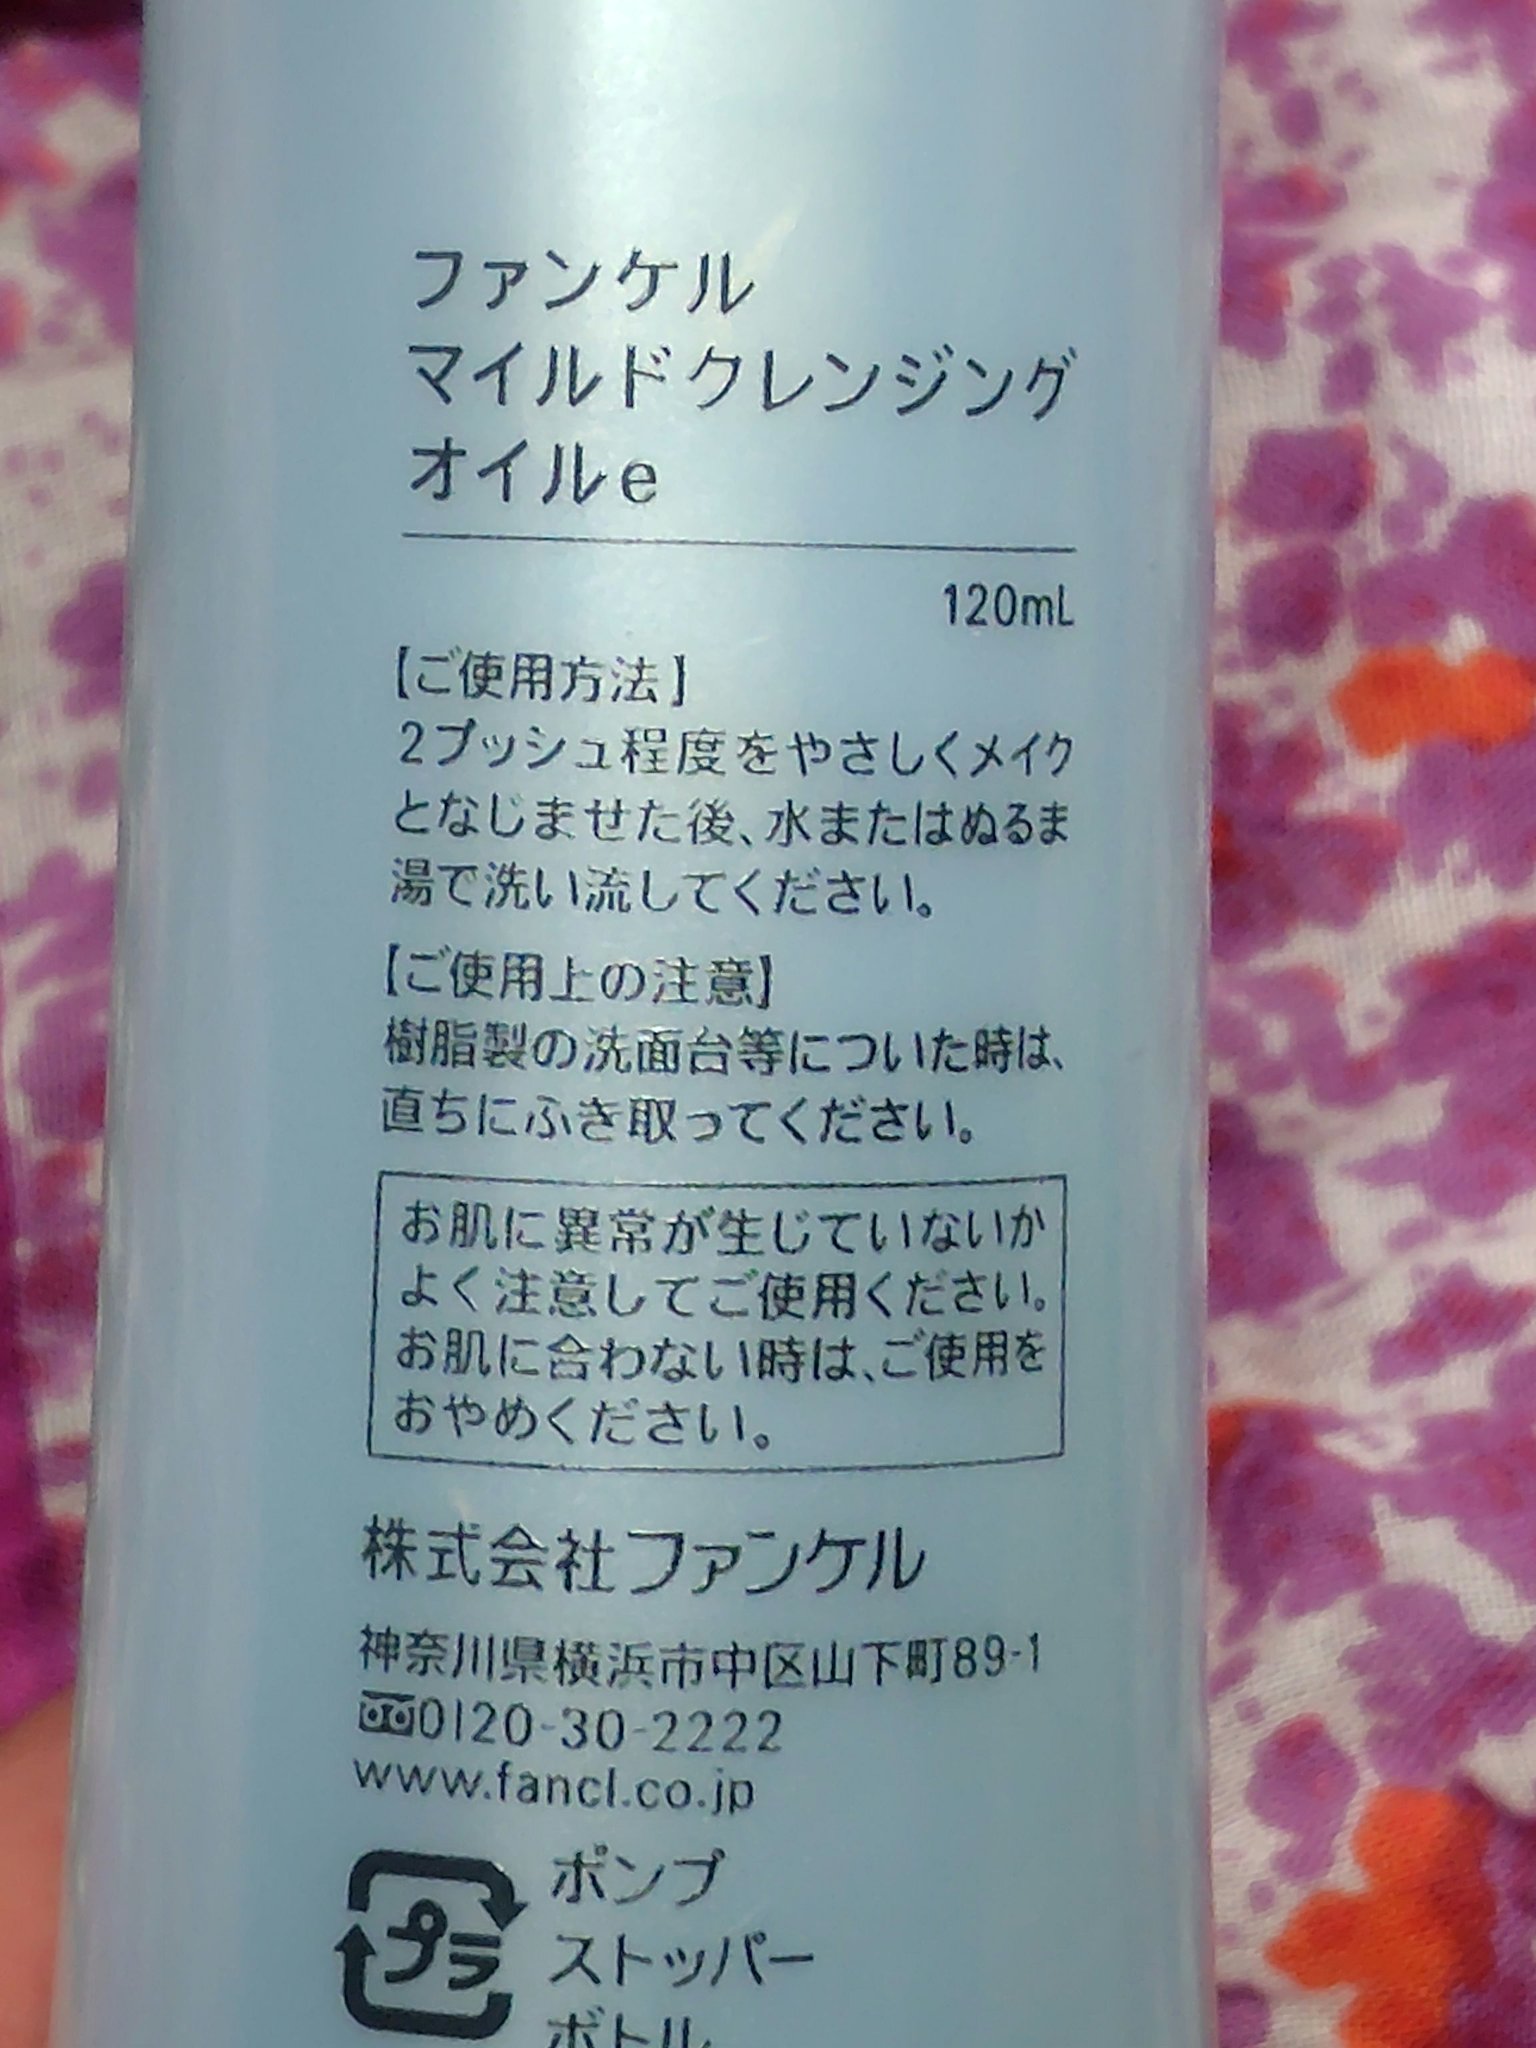 ファンケル
マイルドクレンジング
オイルe
120mL
【ご使用方法】
2プッシュ程度をやさしくメイク
となじませた後、水またはぬるま
湯で洗い流してください。
【ご使用上の注意】
樹脂製の洗面台等についた時は、
直ちにふき取ってください。
お肌に異常が生じていないか
よく注意してご使用ください。
お肌に合わない時は、ご使用を
おやめください。
株式会社ファンケル
神奈川県横浜市中区山下町89-1
0120-30-2222
www.fancl.co.jp
プラ
ポンプ
ストッパー
ボトル